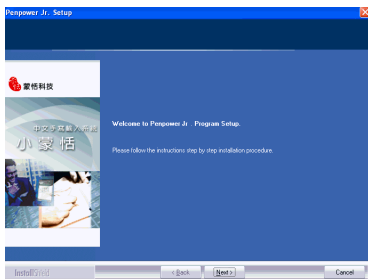 Penpower Jr. Setup
蒙恬科技
中文手寫輸入系統
小蒙恬
Welcome to Penpower Jr . Program Setup.
Please follow the instructions step by step installation procedure.
InstallShield
< Back
Next >
Cancel